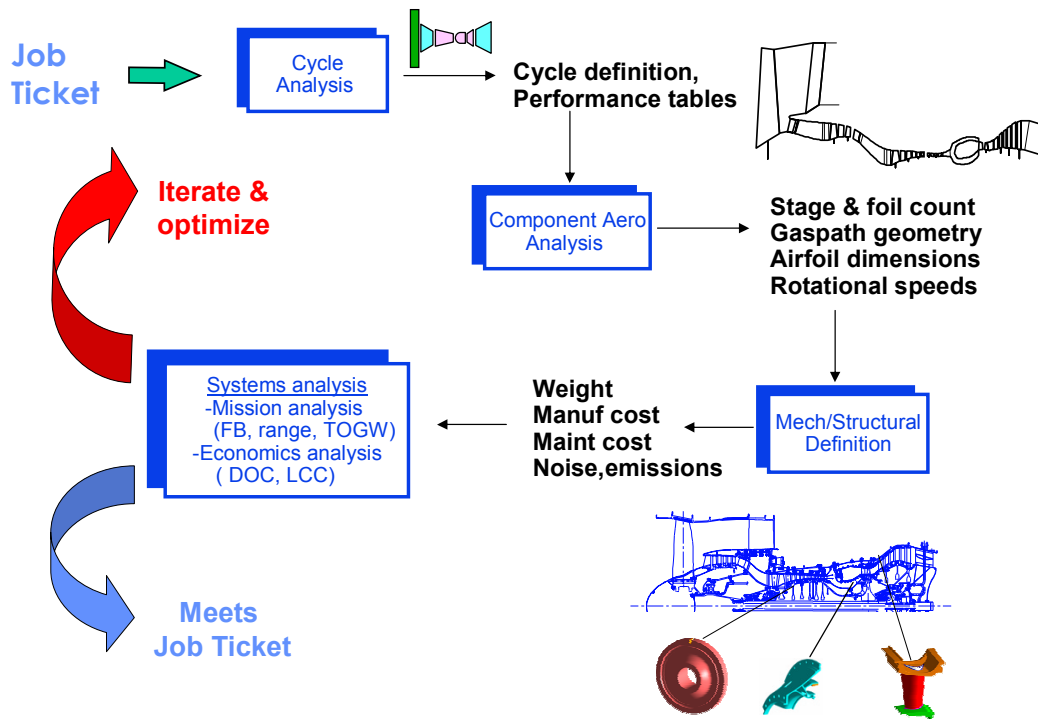 Job
Ticket
Cycle
Analysis
Cycle definition,
Performance tables
Iterate &
optimize
Component Aero
Analysis
Stage & foil count
Gaspath geometry
Airfoil dimensions
Rotational speeds
Systems analysis
-Mission analysis
(FB, range, TOGW)
-Economics analysis
( DOC, LCC)
Weight
Manuf cost
Maint cost
Noise,emissions
Mech/Structural
Definition
Meets
Job Ticket